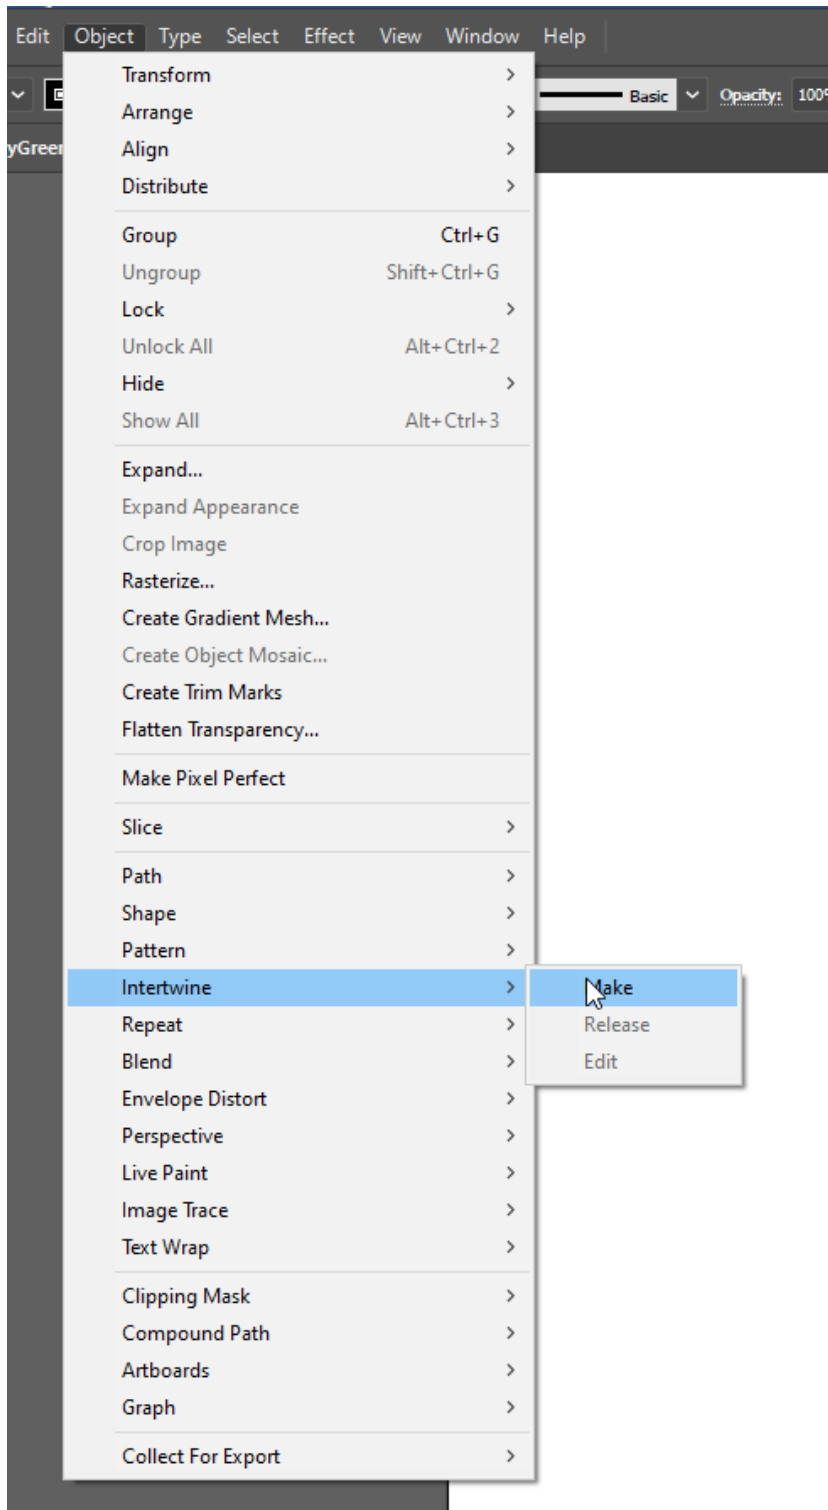 Edit Object Type Select Effect View Window Help
Basic Opacity: 100%
yGreen
Transform
Arrange
Align
Distribute
Group Ctrl+G
Ungroup Shift+Ctrl+G
Lock
Unlock All Alt+Ctrl+2
Hide
Show All Alt+Ctrl+3
Expand...
Expand Appearance
Crop Image
Rasterize...
Create Gradient Mesh...
Create Object Mosaic...
Create Trim Marks
Flatten Transparency...
Make Pixel Perfect
Slice
Path
Shape
Pattern
Intertwine Make
Repeat Release
Blend Edit
Envelope Distort
Perspective
Live Paint
Image Trace
Text Wrap
Clipping Mask
Compound Path
Artboards
Graph
Collect For Export